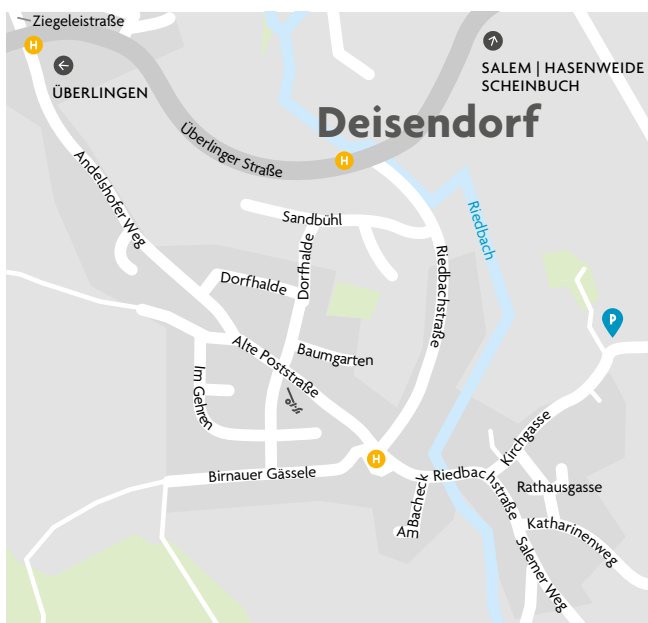 Ziegeleistraße
H
ÜBERLINGEN
SALEM | HASENWEIDE
SCHEINBUCH
Deisendorf
Überlinger Straße
H
Andelshofer Weg
Sandbühl
Riedbach
Dorfhalde
Dorfhalde
Riedbachstraße
P
Baumgarten
Alte Poststraße
Im Gehren
Kirchgasse
H
Birnauer Gässele
Riedbachstraße
Am Bacheck
Rathausgasse
Katharinenweg
Salemer Weg